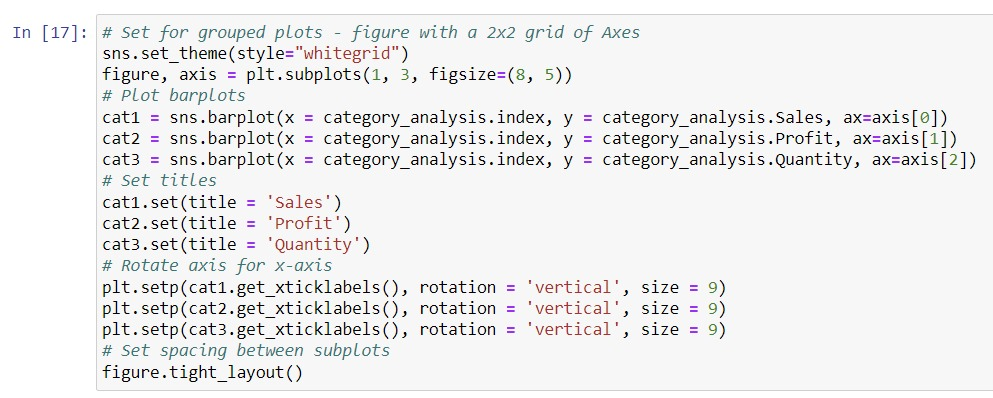 In [17]: # Set for grouped plots - figure with a 2x2 grid of Axes
sns.set_theme(style="whitegrid")
figure, axis = plt.subplots(1, 3, figsize=(8, 5))
# Plot barplots
cat1 = sns.barplot(x = category_analysis.index, y = category_analysis.Sales, ax=axis[0])
cat2 = sns.barplot(x = category_analysis.index, y = category_analysis.Profit, ax=axis[1])
cat3 = sns.barplot(x = category_analysis.index, y = category_analysis.Quantity, ax=axis[2])
# Set titles
cat1.set(title = 'Sales')
cat2.set(title = 'Profit')
cat3.set(title = 'Quantity')
# Rotate axis for x-axis
plt.setp(cat1.get_xticklabels(), rotation = 'vertical', size = 9)
plt.setp(cat2.get_xticklabels(), rotation = 'vertical', size = 9)
plt.setp(cat3.get_xticklabels(), rotation = 'vertical', size = 9)
# Set spacing between subplots
figure.tight_layout()